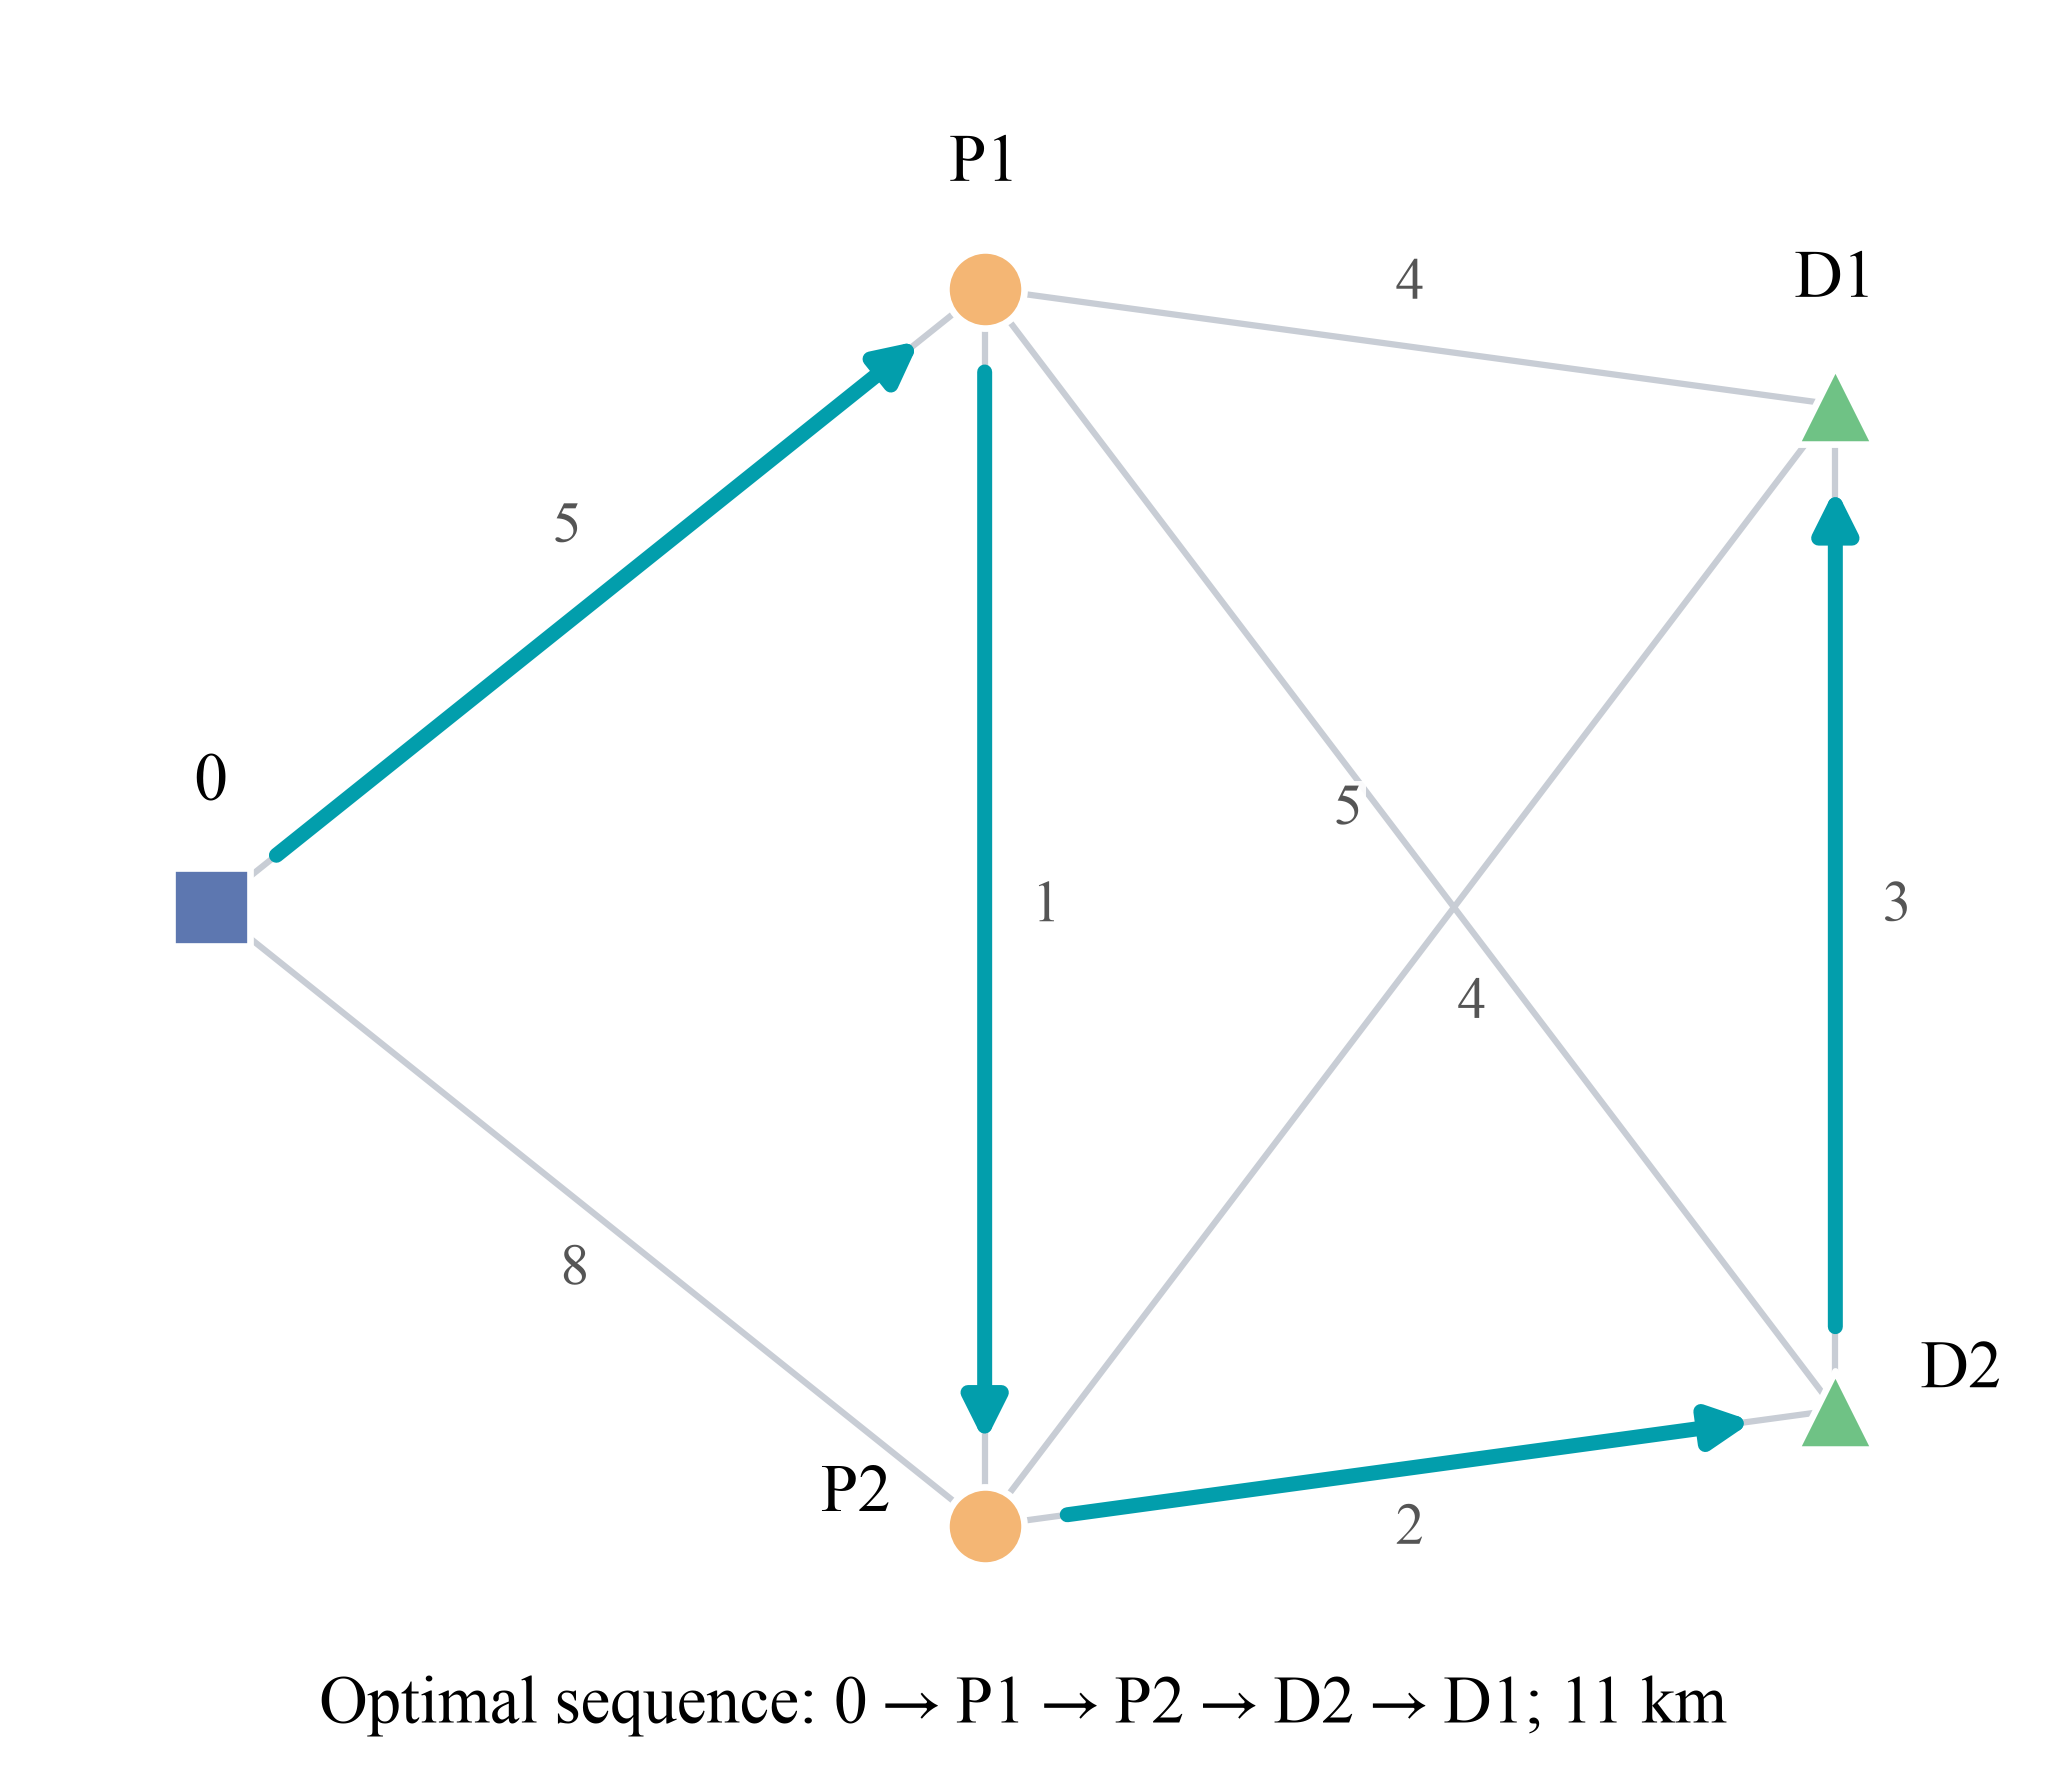 P1
4
D1
5
0
5
1
3
4
D2
8
P2
2
Optimal sequence: 0 → P1 → P2 → D2 → D1; 11 km